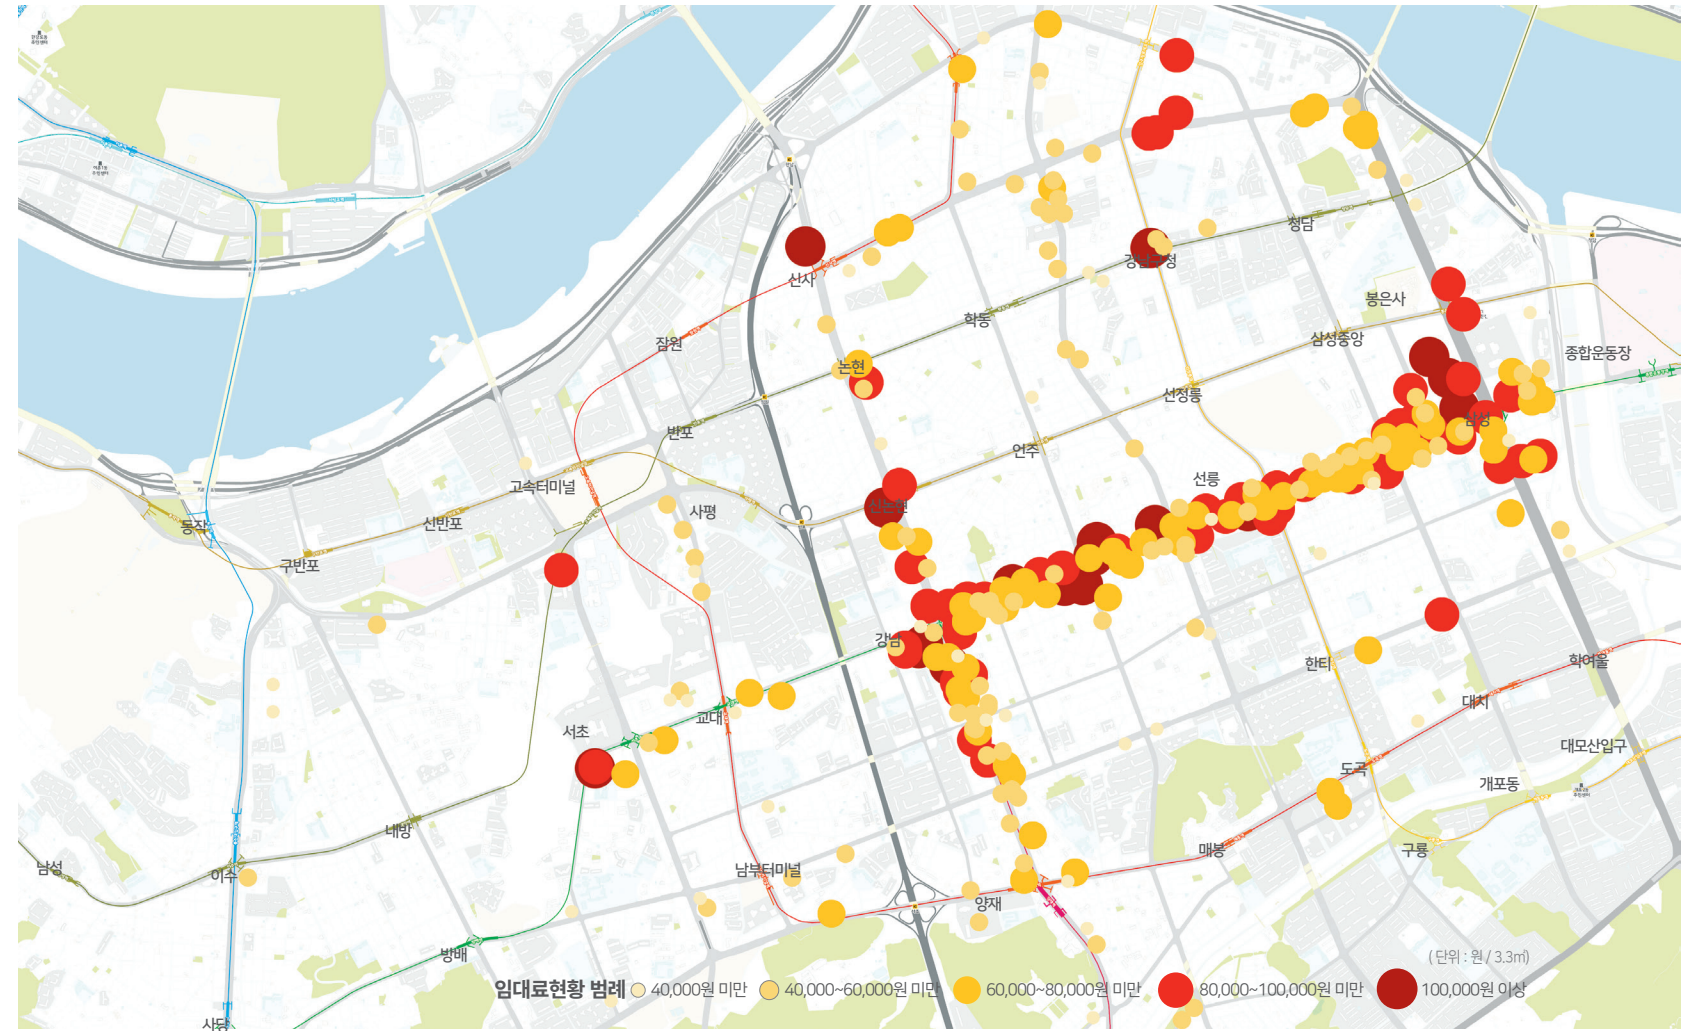 청담
강남구청
신사
봉은사
학동
삼성중앙
잠원
종합운동장
논현
선정릉
삼성
반포
언주
선릉
고속터미널
신논현
사평
신반포
동작
구반포
강남
한티
학여울
대치
교대
서초
대모산입구
도곡
개포동
내방
매봉
구룡
남성
이수
남부터미널
양재
방배
(단위 : 원 / 3.3㎡)
임대료현황 범례 40,000원 미만 40,000~60,000원 미만 60,000~80,000원 미만 80,000~100,000원 미만 100,000원 이상
사당